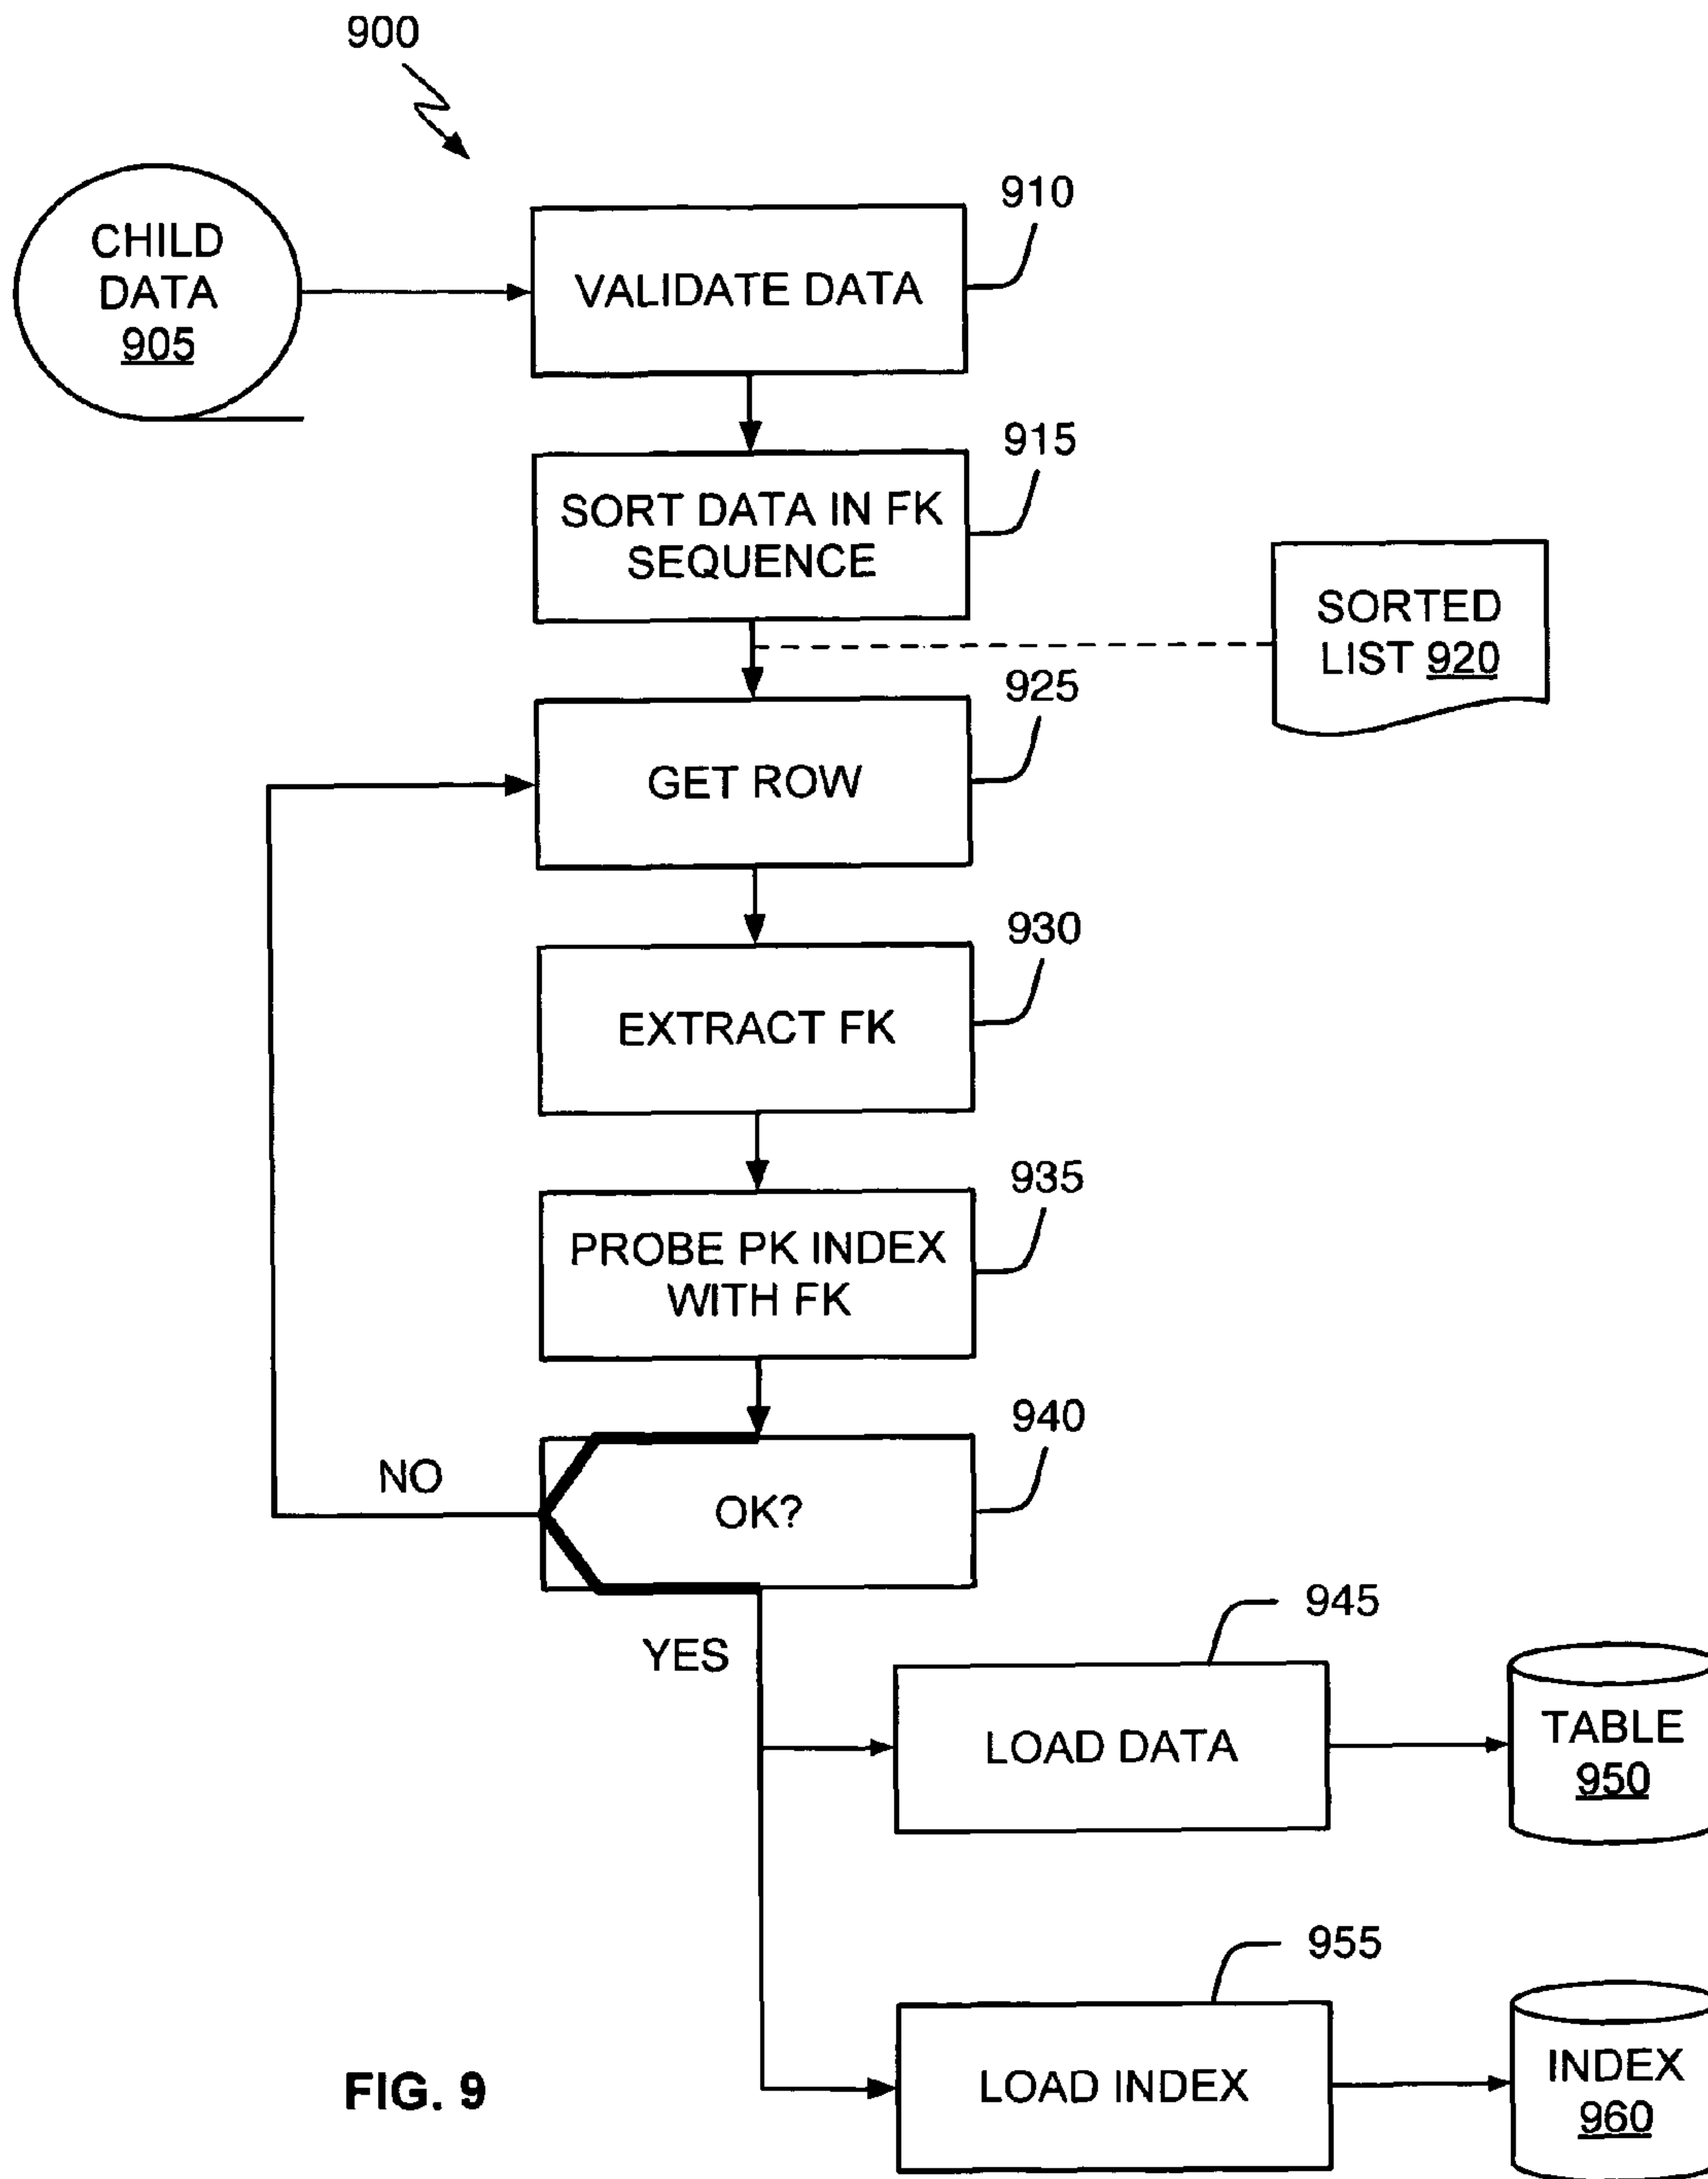 900
CHILD
DATA
905
VALIDATE DATA
910
SORT DATA IN FK
SEQUENCE
915
SORTED
LIST 920
GET ROW
925
EXTRACT FK
930
PROBE PK INDEX
WITH FK
935
OK?
940
NO
YES
LOAD DATA
945
TABLE
950
LOAD INDEX
955
INDEX
960
FIG. 9